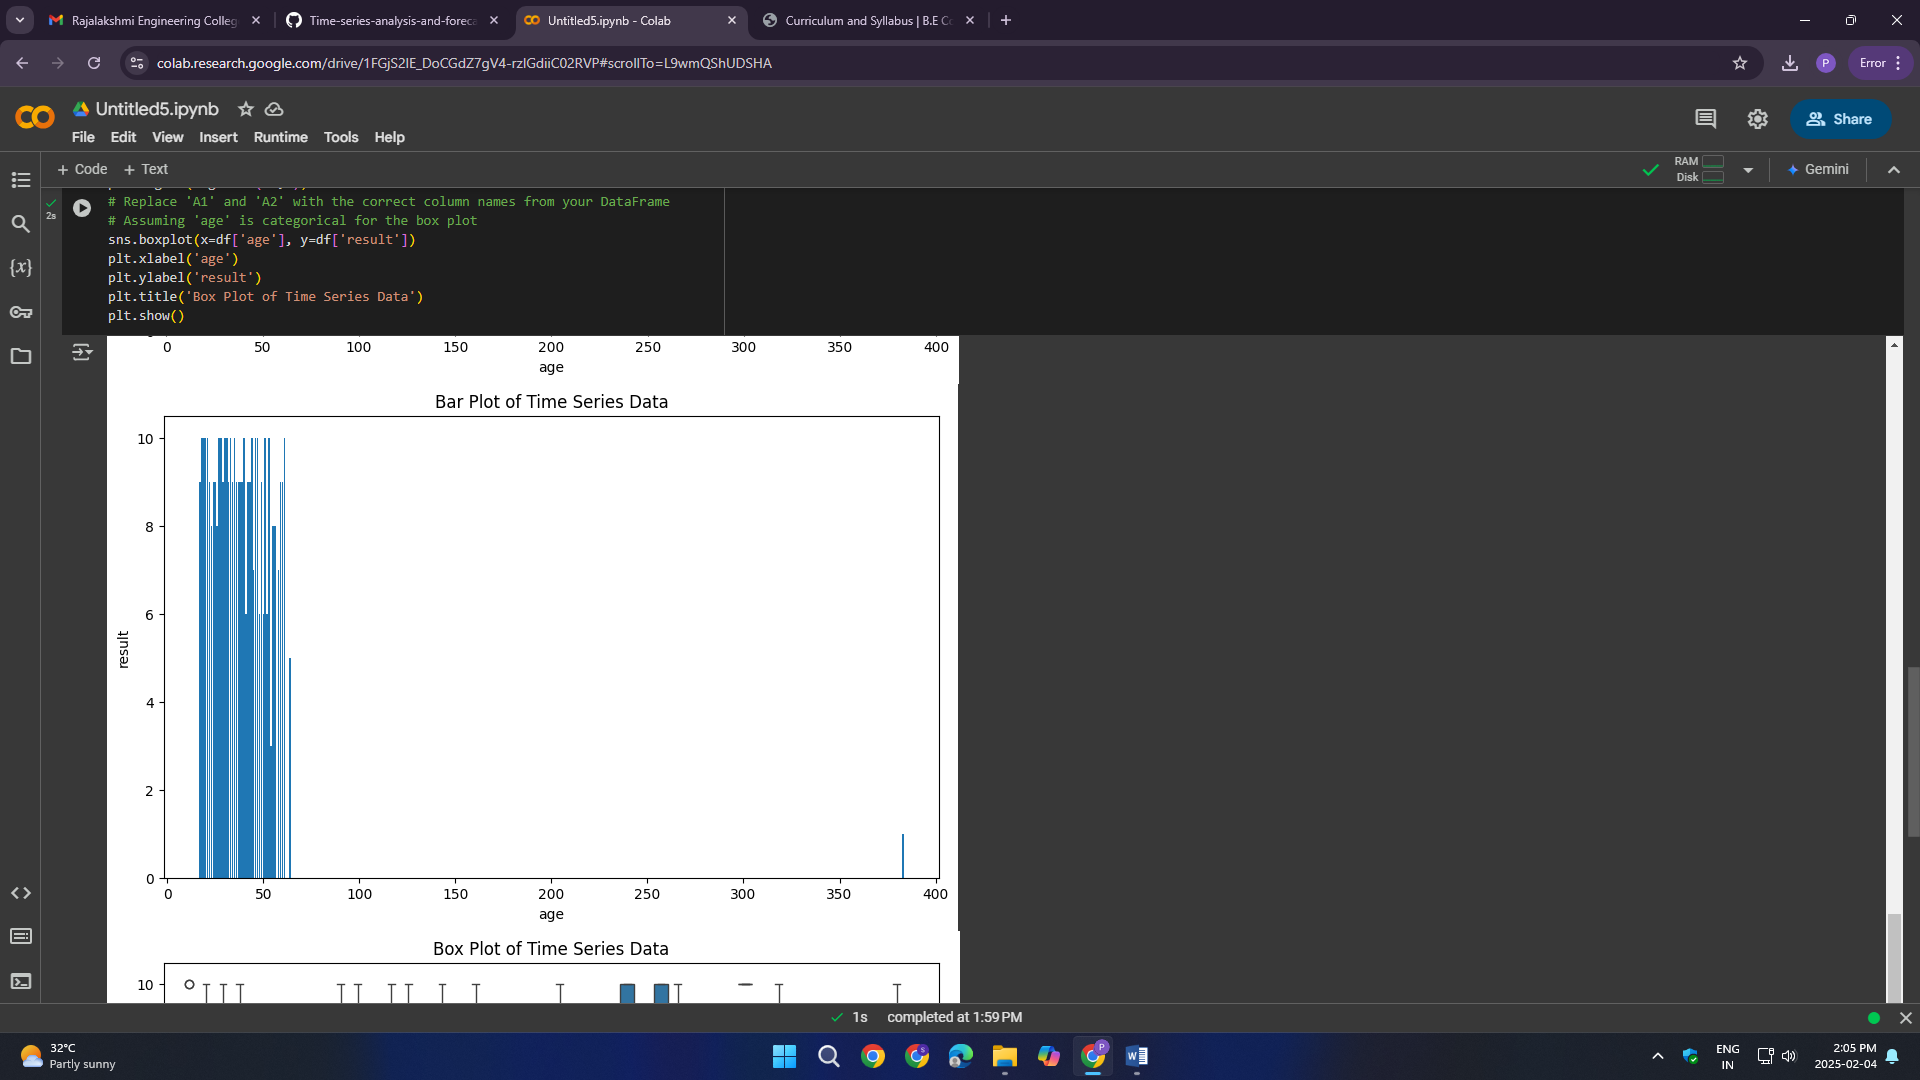 Rajalakshmi Engineering Colleg
Time-series-analysis-and-foreca
Untitled5.ipynb - Colab
Curriculum and Syllabus | B.E Co
colab.research.google.com/drive/1FGjS2lE_DoCGdZ7gV4-rzlGdiiC02RVP#scrollTo=L9wmQShUDSHA
P
Error
Untitled5.ipynb
File Edit View Insert Runtime Tools Help
Share
+ Code + Text
RAM
Disk
Gemini
2s
# Replace 'A1' and 'A2' with the correct column names from your DataFrame
# Assuming 'age' is categorical for the box plot
sns.boxplot(x=df['age'], y=df['result'])
plt.xlabel('age')
plt.ylabel('result')
plt.title('Box Plot of Time Series Data')
plt.show()
{x}
0 50 100 150 200 250 300 350 400
age
Bar Plot of Time Series Data
10
8
6
result
4
2
0
0 50 100 150 200 250 300 350 400
age
Box Plot of Time Series Data
10
1s completed at 1:59 PM
32°C
Partly sunny
ENG
IN
2:05 PM
2025-02-04